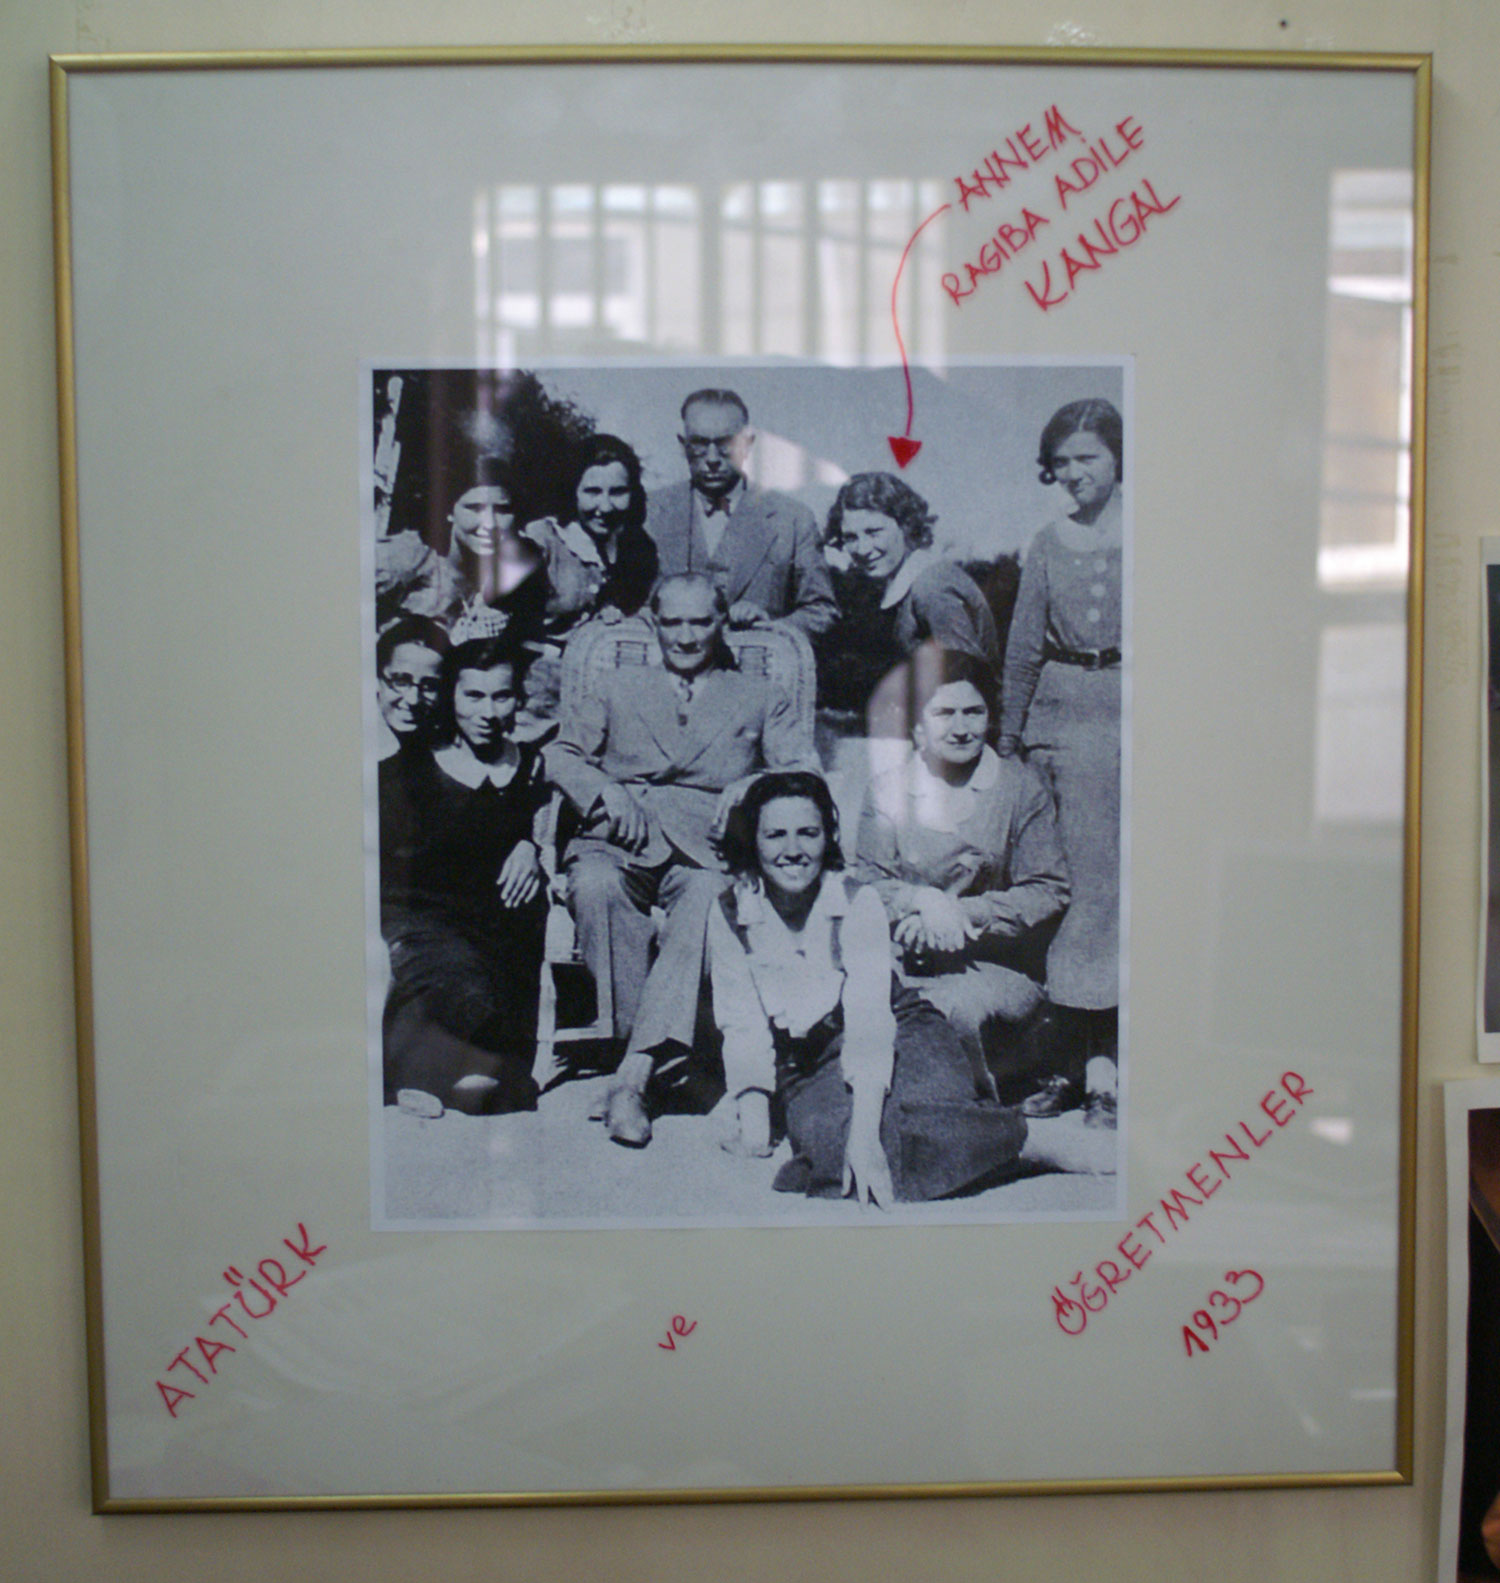 ANNEM
RAGIBA ADİLE
KANGAL
ATATÜRK
ve
ÖĞRETMENLER
1933